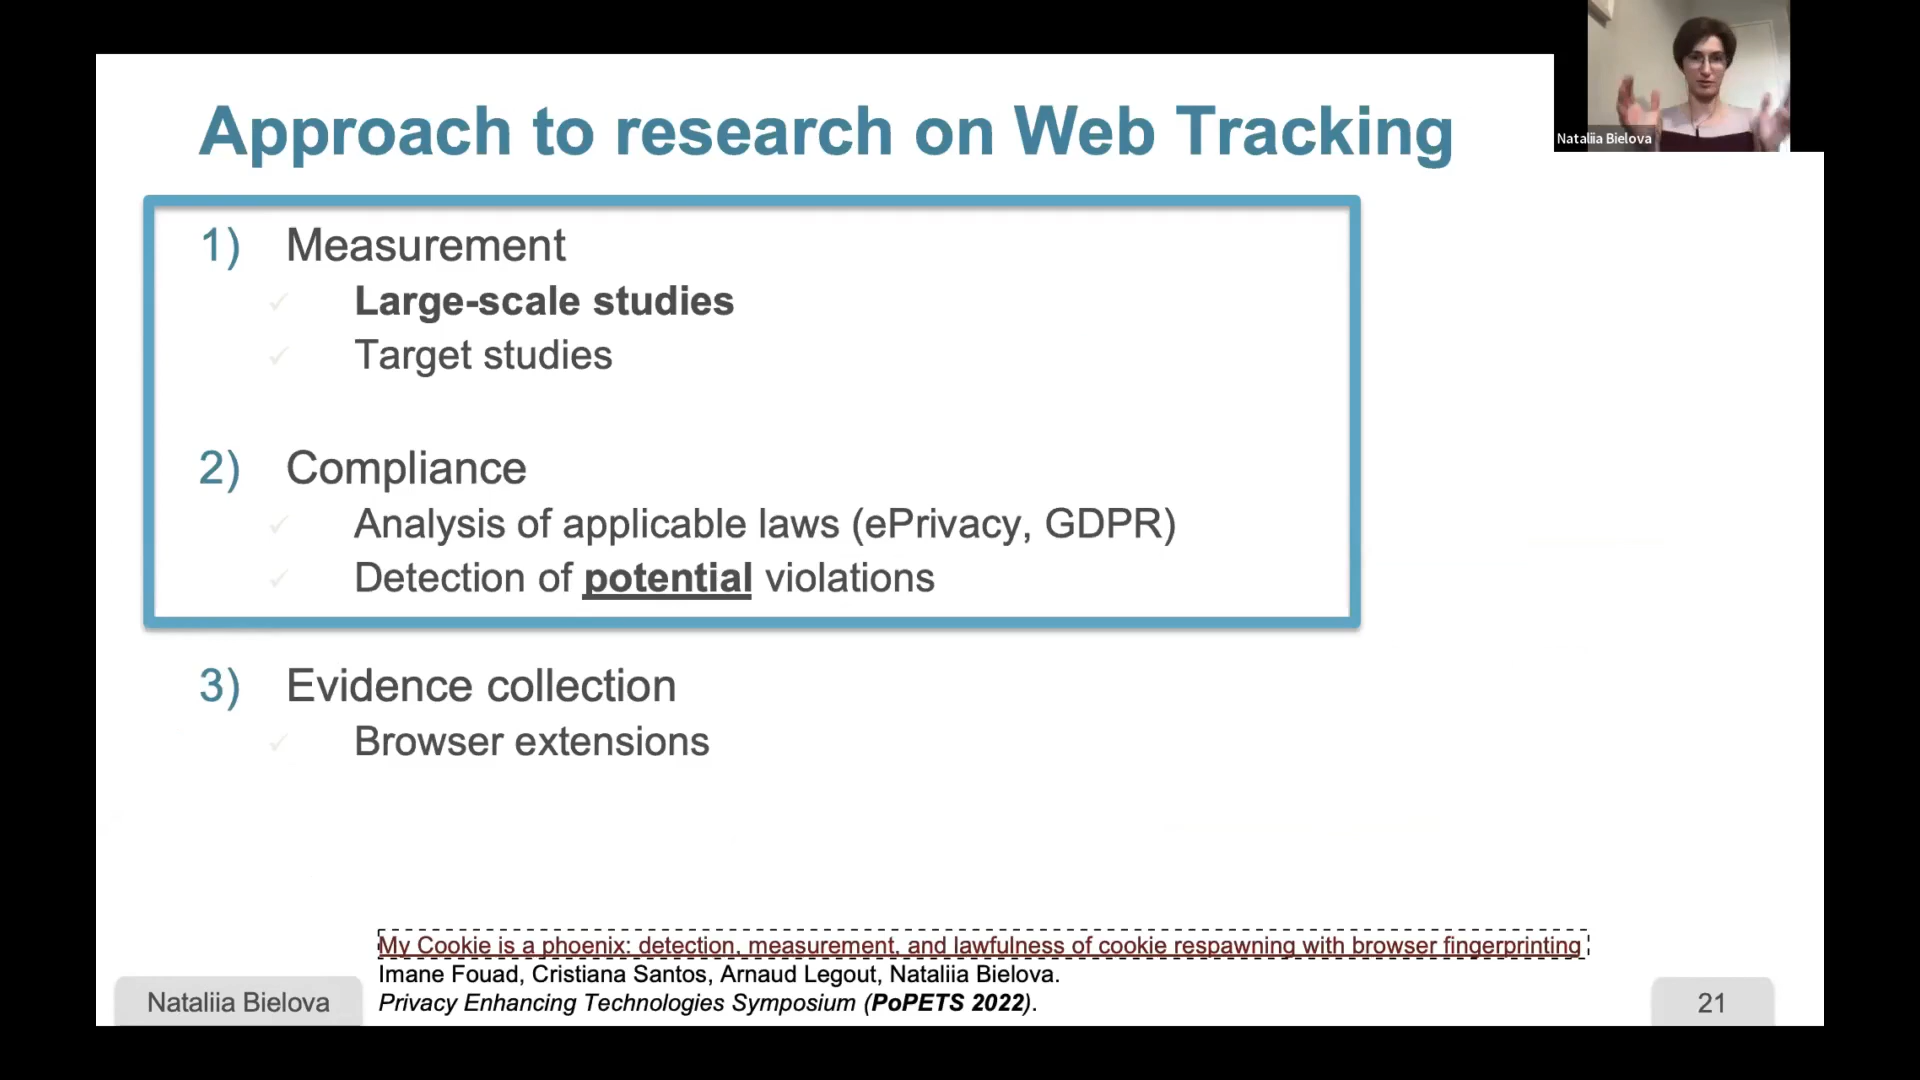 Approach to research on Web Tracking
Nataliia Bielova
1) Measurement
✓ Large-scale studies
✓ Target studies
2) Compliance
✓ Analysis of applicable laws (ePrivacy, GDPR)
✓ Detection of potential violations
3) Evidence collection
✓ Browser extensions
My Cookie is a phoenix: detection, measurement, and lawfulness of cookie respawning with browser fingerprinting
Imane Fouad, Cristiana Santos, Arnaud Legout, Nataliia Bielova.
Privacy Enhancing Technologies Symposium (PoPETS 2022).
Nataliia Bielova
21